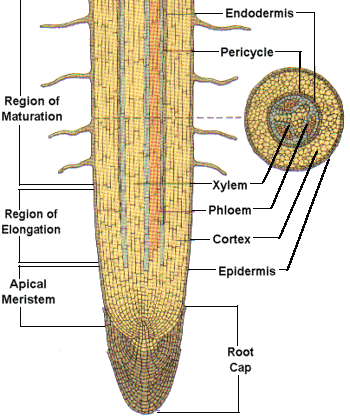 Endodermis
Pericycle
Region of
Maturation
Xylem
Phloem
Region of
Elongation
Cortex
Epidermis
Apical
Meristem
Root
Cap